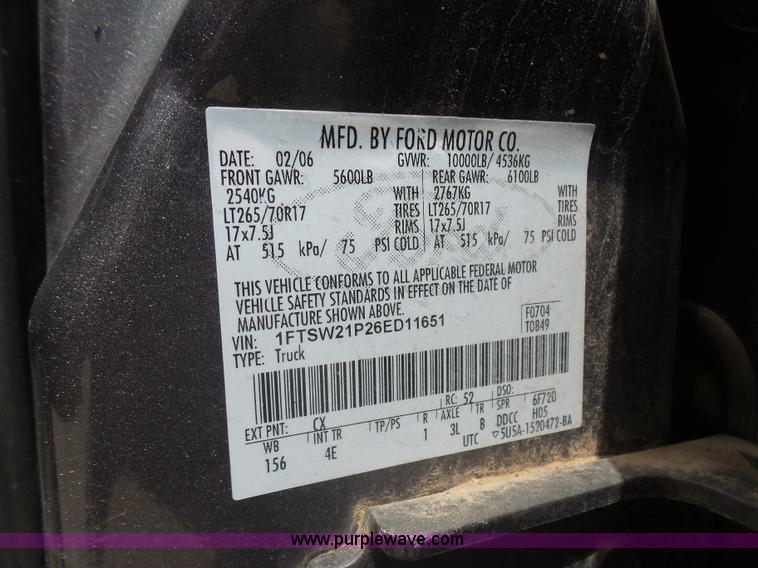 MFD. BY FORD MOTOR CO.
DATE: 02/06 GVWR: 10000LB/ 4536KG
FRONT GAWR: 5600LB REAR GAWR: 6100LB
2540KG WITH 2767KG WITH
LT265/70R17 TIRES LT265/70R17 TIRES
17x7.5J RIMS 17x7.5J RIMS
AT 515 kPa/ 75 PSI COLD AT 515 kPa/ 75 PSI COLD
THIS VEHICLE CONFORMS TO ALL APPLICABLE FEDERAL MOTOR
VEHICLE SAFETY STANDARDS IN EFFECT ON THE DATE OF
MANUFACTURE SHOWN ABOVE.
VIN: 1FTSW21P26ED11651 F0704
TYPE: Truck T0849
EXT PNT: CX RC: 52 DSO:
WB INT TR TP/PS R AXLE TR SPR 6F720
156 4E 1 3L B DDCC H05
UTC ▽5U5A-1520472-BA
www.purplewave.com